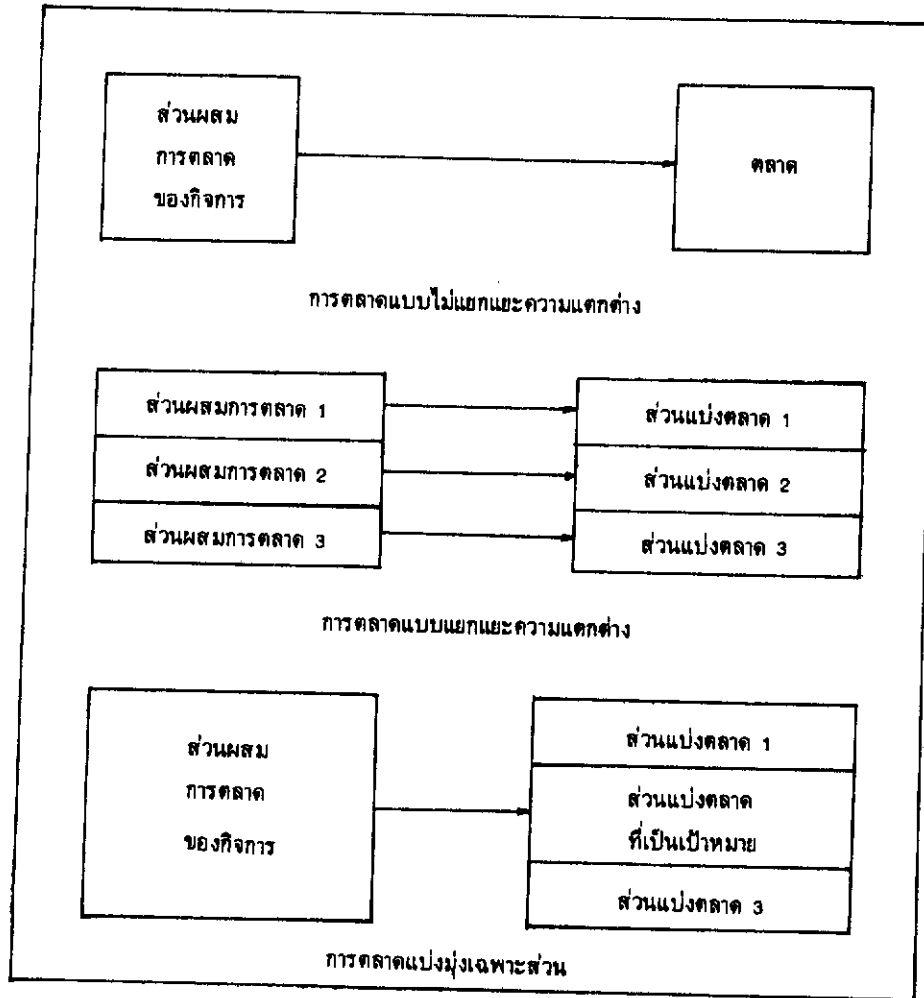 ส่วนผสม
การตลาด
ของกิจการ
ตลาด
การตลาดแบบไม่แยกแยะความแตกต่าง
ส่วนผสมการตลาด 1
ส่วนแบ่งตลาด 1
ส่วนผสมการตลาด 2
ส่วนแบ่งตลาด 2
ส่วนผสมการตลาด 3
ส่วนแบ่งตลาด 3
การตลาดแบบแยกแยะความแตกต่าง
ส่วนผสม
การตลาด
ของกิจการ
ส่วนแบ่งตลาด 1
ส่วนแบ่งตลาด
ที่เป็นเป้าหมาย
ส่วนแบ่งตลาด 3
การตลาดแบ่งมุ่งเฉพาะส่วน